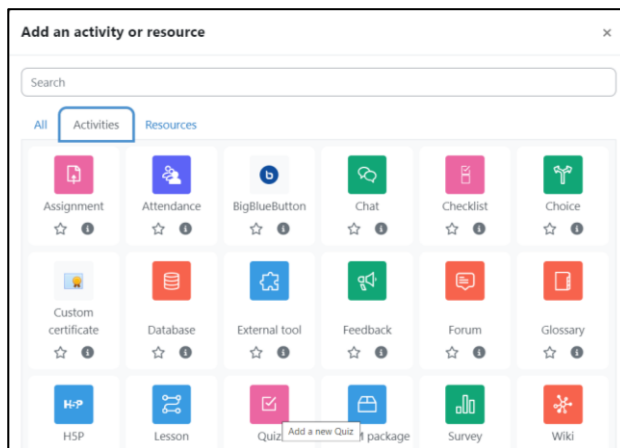 Add an activity or resource ×
Search
All Activities Resources
Assignment Attendance BigBlueButton Chat Checklist Choice
Custom certificate Database External tool Feedback Forum Glossary
H5P
H5P Lesson Quiz Add a new Quiz M package Survey Wiki